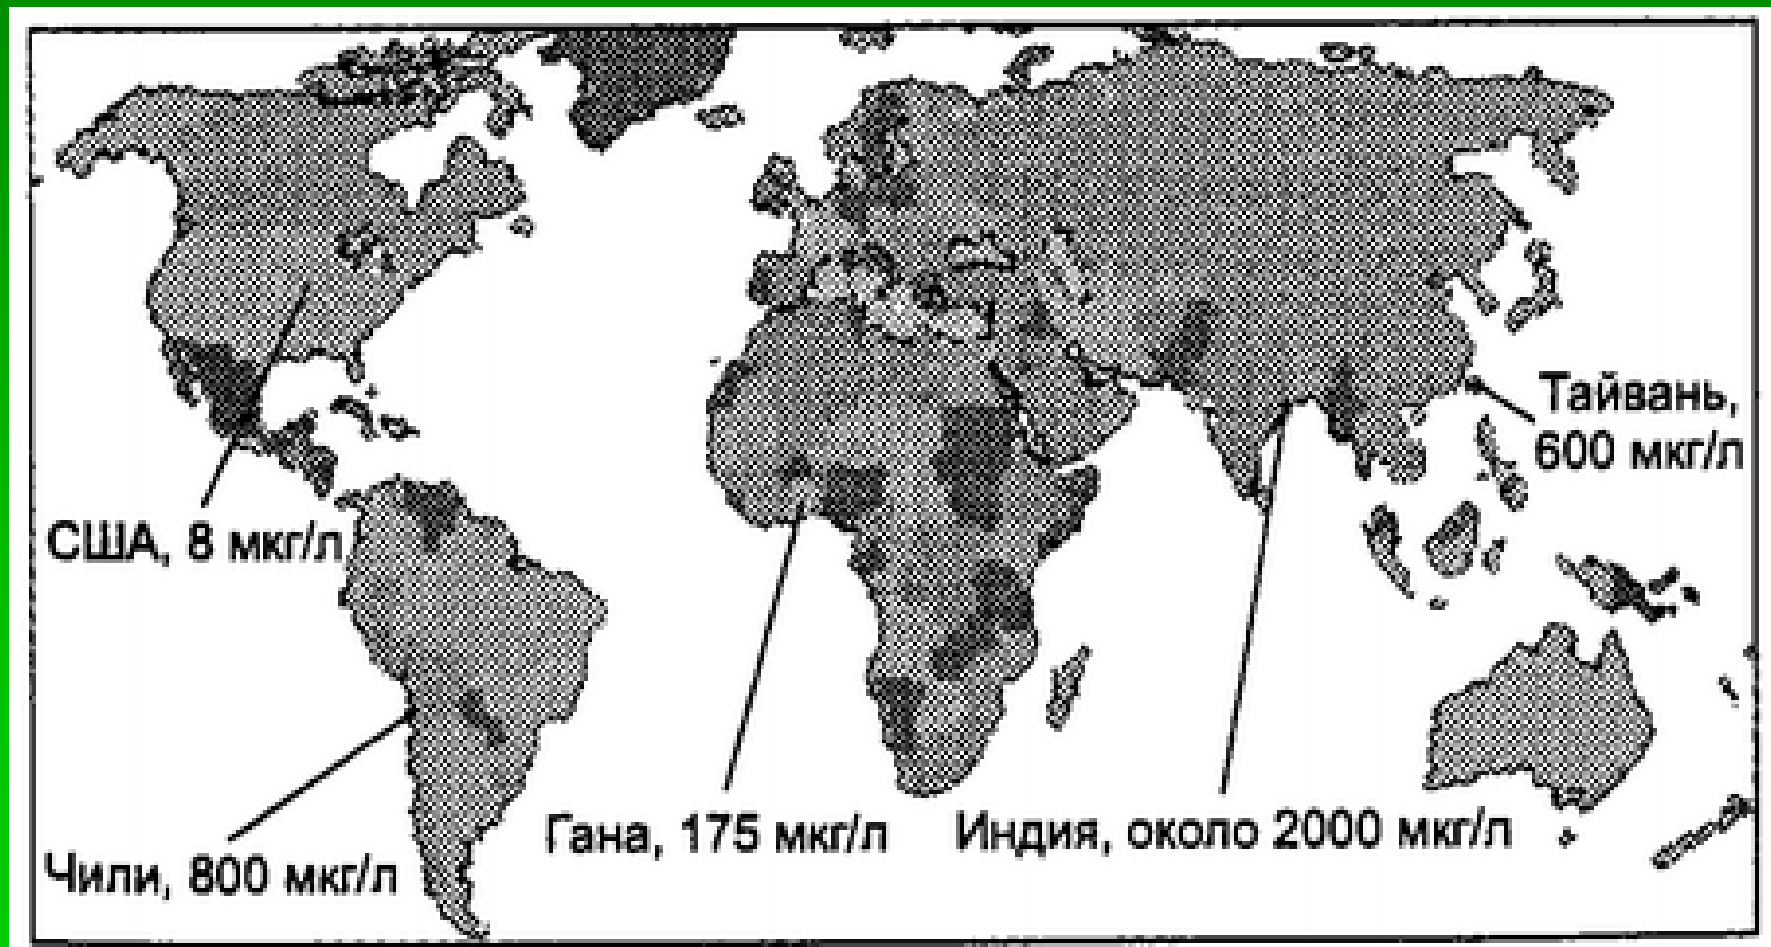 Тайвань,
600 мкг/л
США, 8 мкг/л
Гана, 175 мкг/л
Индия, около 2000 мкг/л
Чили, 800 мкг/л